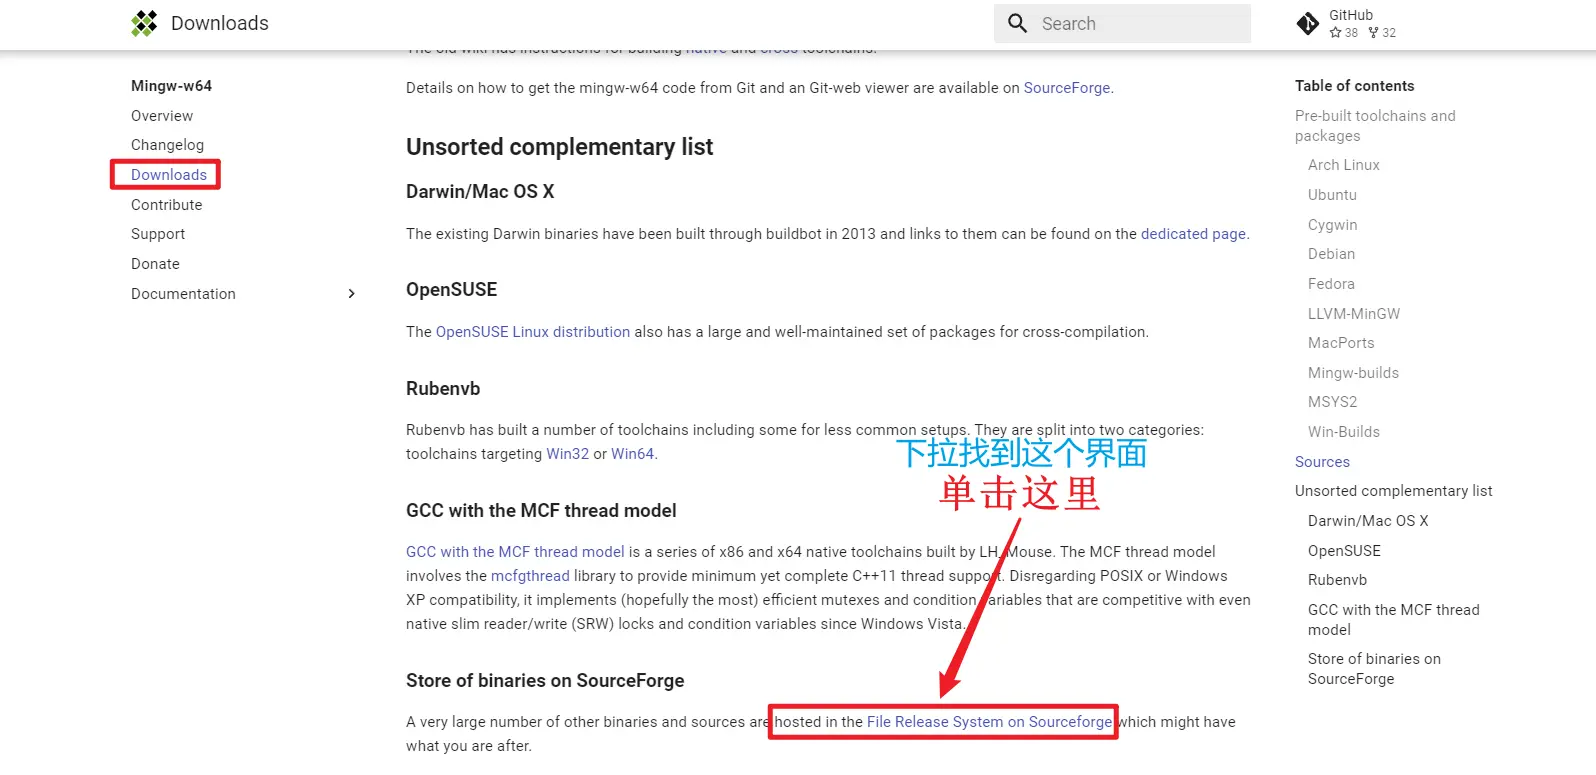 Downloads
Search
GitHub
38 32
The old wiki has instructions for building native and cross toolchains.
Mingw-w64
Overview
Changelog
Downloads
Contribute
Support
Donate
Documentation
Details on how to get the mingw-w64 code from Git and an Git-web viewer are available on SourceForge.
Unsorted complementary list
Darwin/Mac OS X
The existing Darwin binaries have been built through buildbot in 2013 and links to them can be found on the dedicated page.
OpenSUSE
The OpenSUSE Linux distribution also has a large and well-maintained set of packages for cross-compilation.
Rubenvb
Rubenvb has built a number of toolchains including some for less common setups. They are split into two categories:
toolchains targeting Win32 or Win64.
下拉找到这个界面
单击这里
GCC with the MCF thread model
GCC with the MCF thread model is a series of x86 and x64 native toolchains built by LH_Mouse. The MCF thread model
involves the mcfgthread library to provide minimum yet complete C++11 thread support. Disregarding POSIX or Windows
XP compatibility, it implements (hopefully the most) efficient mutexes and condition variables that are competitive with even
native slim reader/write (SRW) locks and condition variables since Windows Vista.
Store of binaries on SourceForge
A very large number of other binaries and sources are hosted in the File Release System on Sourceforge which might have
what you are after.
Table of contents
Pre-built toolchains and
packages
Arch Linux
Ubuntu
Cygwin
Debian
Fedora
LLVM-MinGW
MacPorts
Mingw-builds
MSYS2
Win-Builds
Sources
Unsorted complementary list
Darwin/Mac OS X
OpenSUSE
Rubenvb
GCC with the MCF thread
model
Store of binaries on
SourceForge